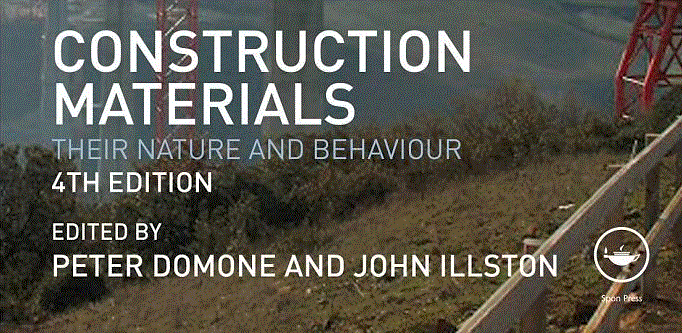 CONSTRUCTION
MATERIALS
THEIR NATURE AND BEHAVIOUR
4TH EDITION
EDITED BY
PETER DOMONE AND JOHN ILLSTON
Spon Press